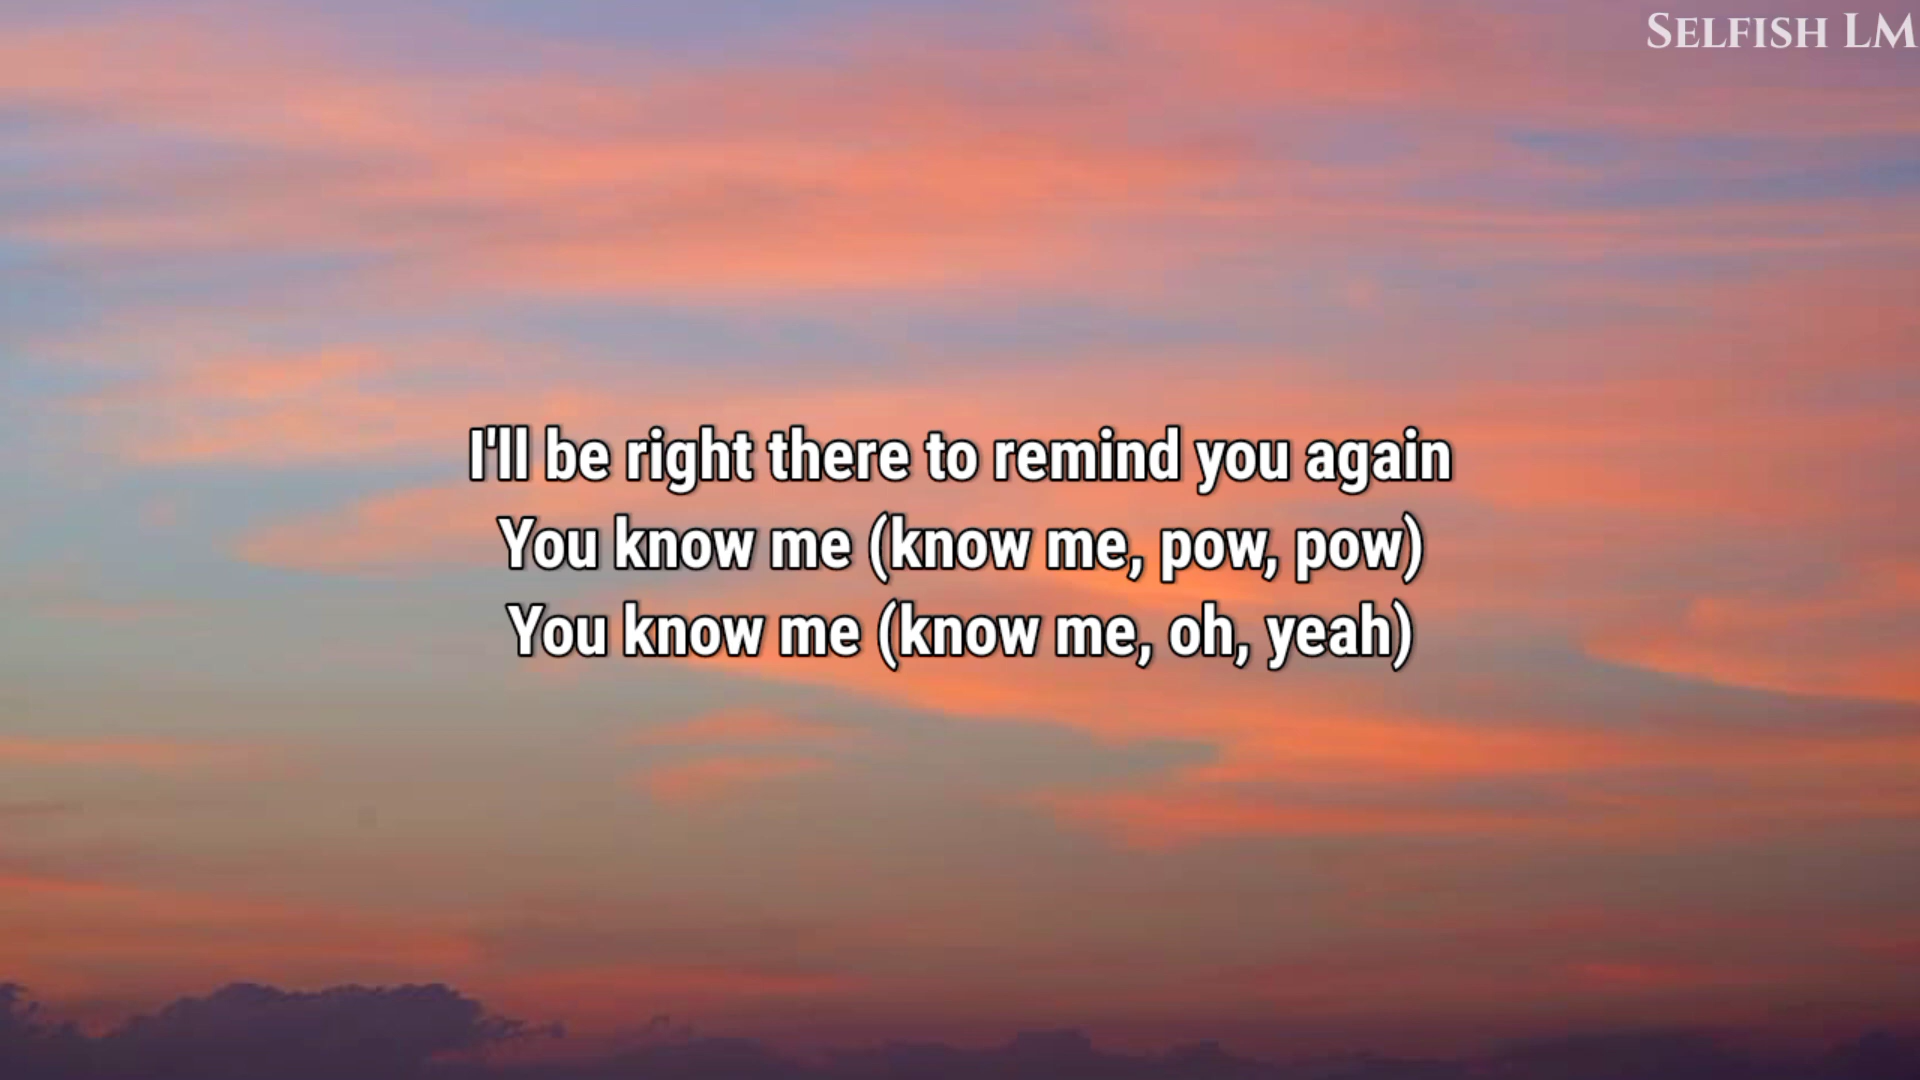 SELFISH LM
I'll be right there to remind you again
You know me (know me, pow, pow)
You know me (know me, oh, yeah)